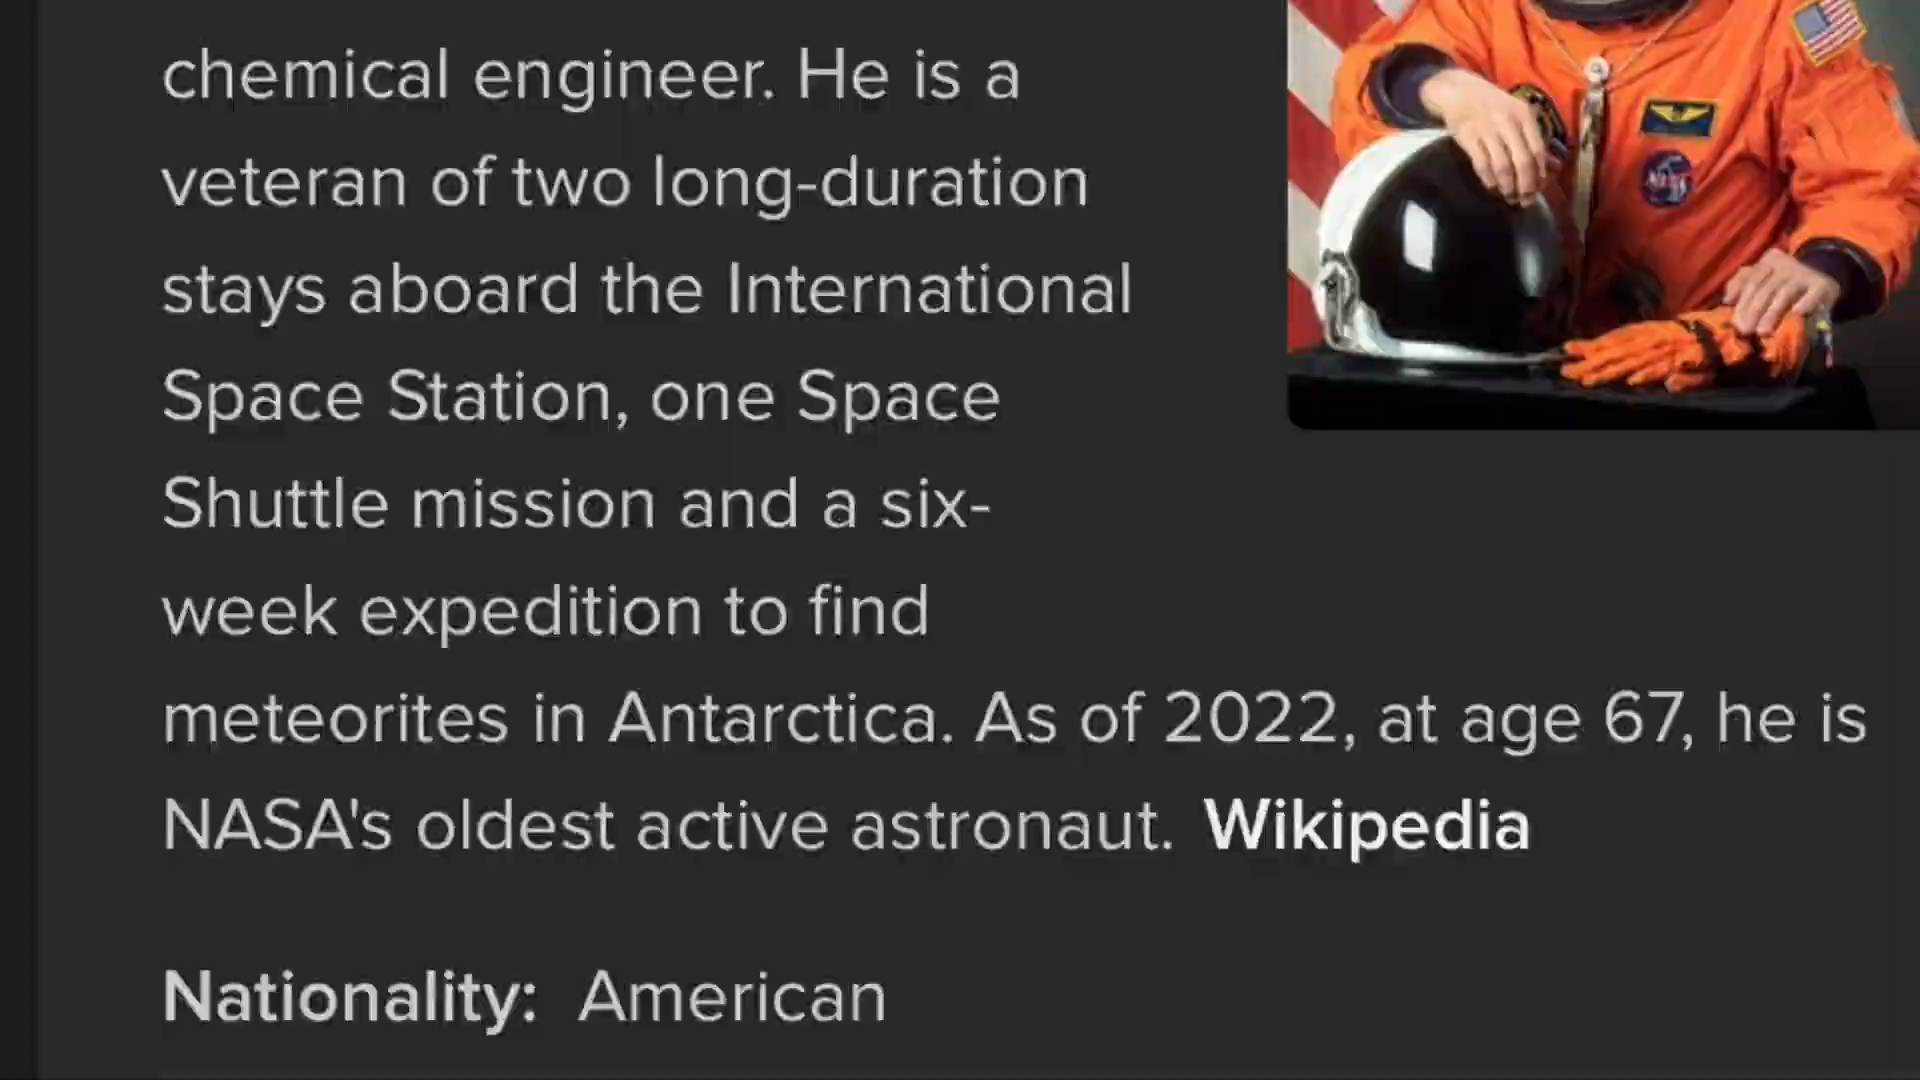 chemical engineer. He is a
veteran of two long-duration
stays aboard the International
Space Station, one Space
Shuttle mission and a six-
week expedition to find
meteorites in Antarctica. As of 2022, at age 67, he is
NASA's oldest active astronaut. Wikipedia
Nationality: American
NASA